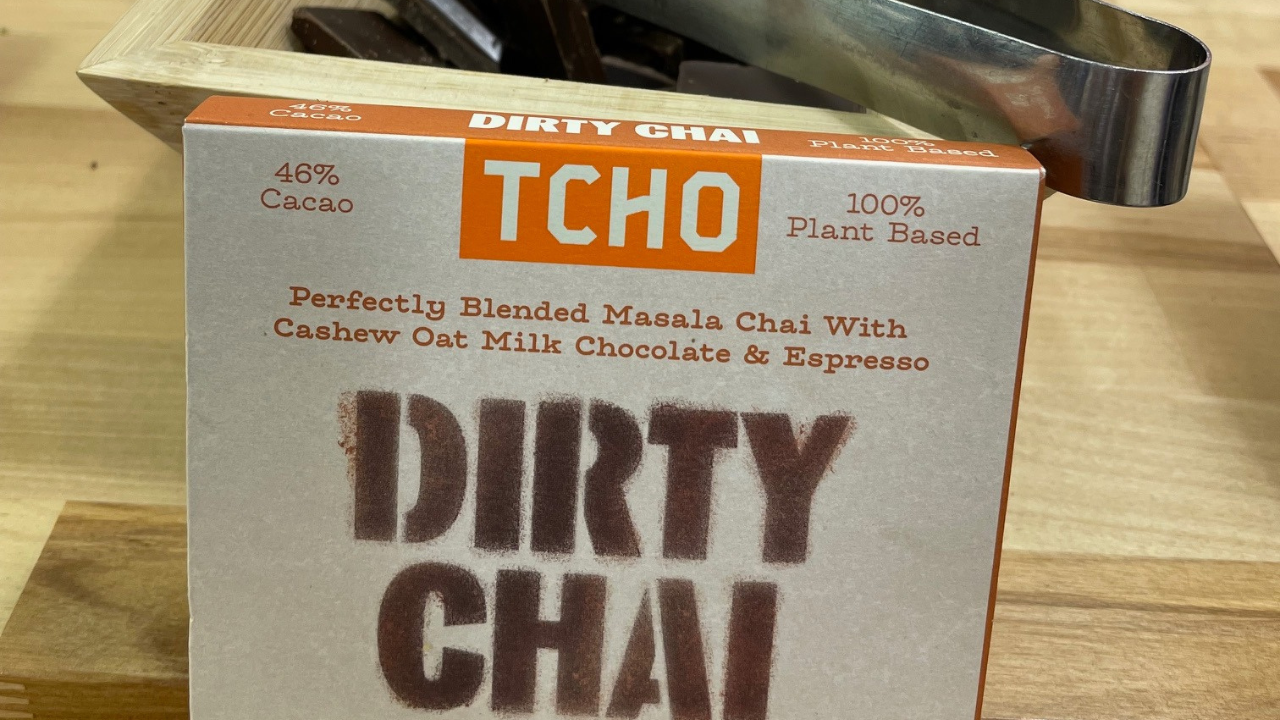 46%
Cacao
DIRTY CHAI
100%
Plant Based
46%
Cacao
TCHO
100%
Plant Based
Perfectly Blended Masala Chai With
Cashew Oat Milk Chocolate & Espresso
DIRTY
CHAI